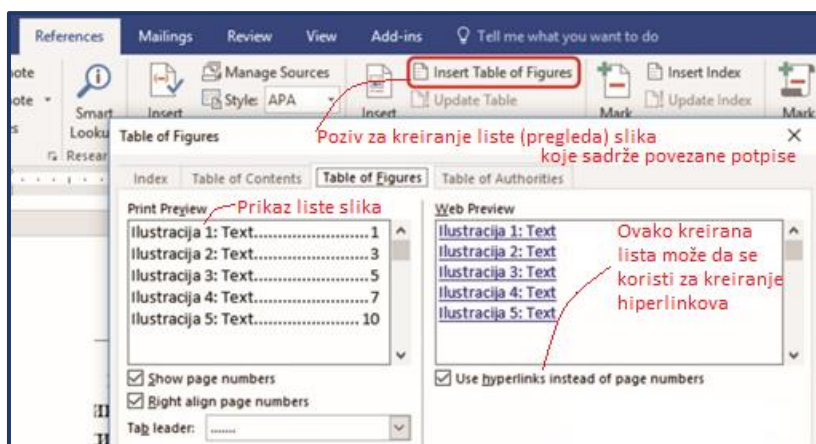 References Mailings Review View Add-ins Tell me what you want to do
note Manage Sources Insert Table of Figures Insert Index
note Smart Insert Style: APA Insert Update Table Mark Update Index Mark
s Looku
Resear
Poziv za kreiranje liste (pregleda) slika
koje sadrže povezane potpise
Table of Figures
Index Table of Contents Table of Figures Table of Authorities
Print Preview Prikaz liste slika
Ilustracija 1: Text....................1
Ilustracija 2: Text....................3
Ilustracija 3: Text....................5
Ilustracija 4: Text....................7
Ilustracija 5: Text.................. 10
Web Preview
Ilustracija 1: Text
Ilustracija 2: Text
Ilustracija 3: Text
Ilustracija 4: Text
Ilustracija 5: Text
Ovako kreirana
lista može da se
koristi za kreiranje
hiperlinkova
Show page numbers
Right align page numbers
Tab leader: .......
Use hyperlinks instead of page numbers